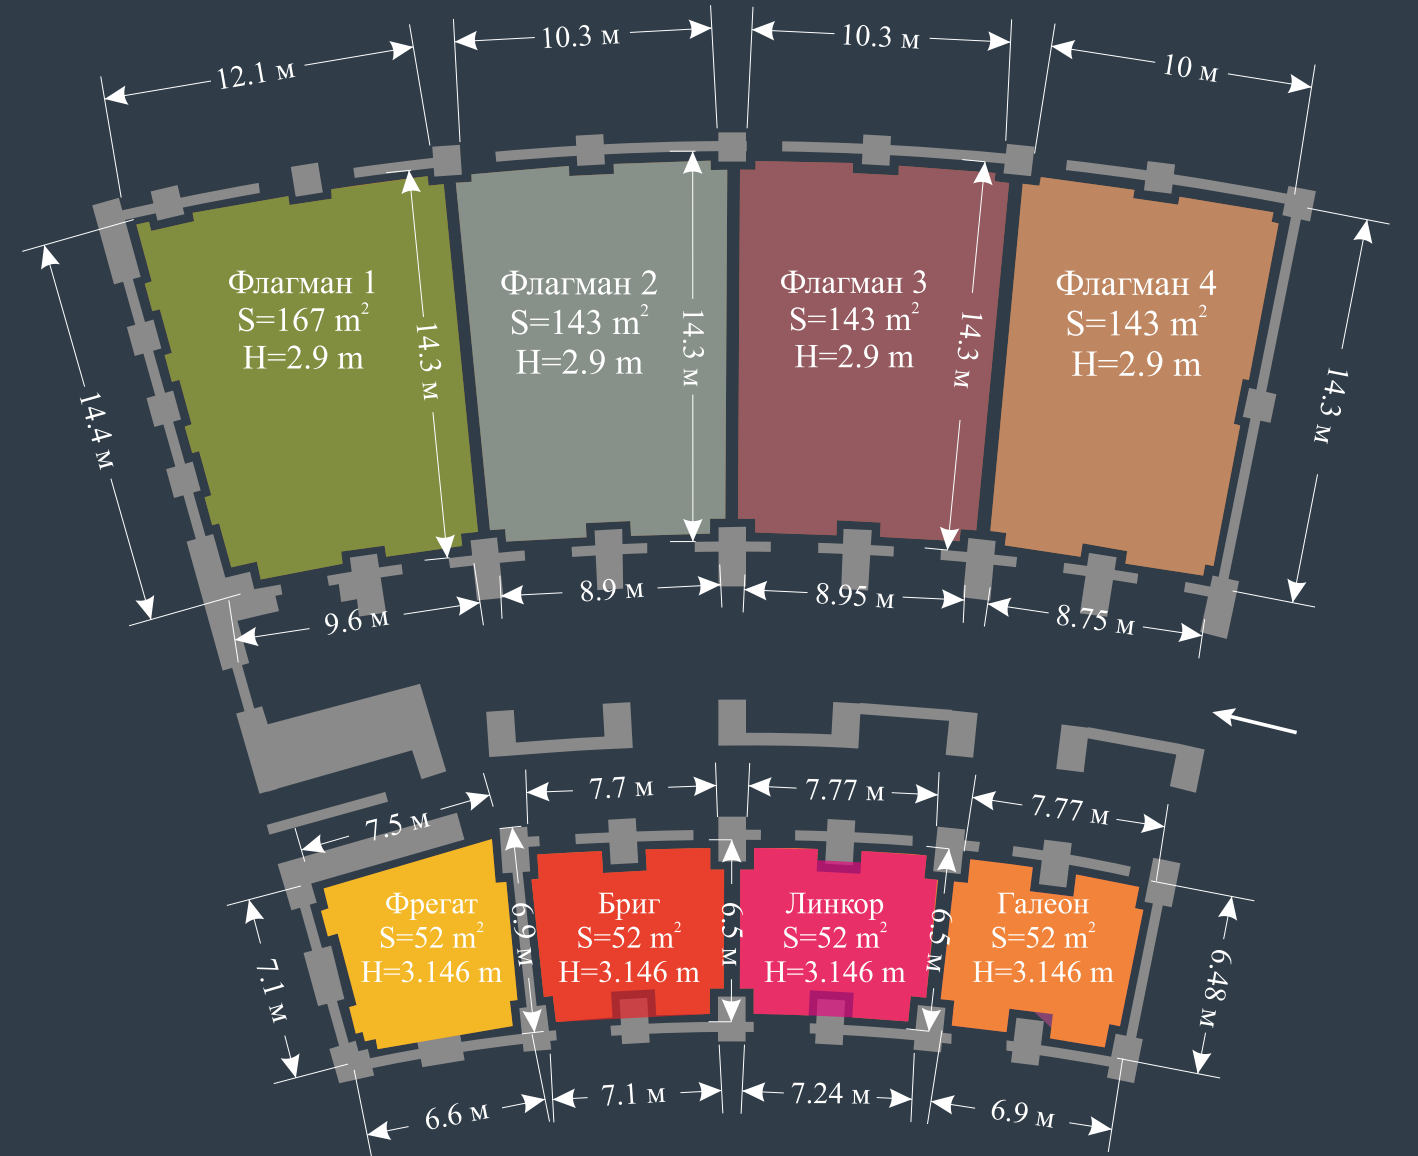 12.1 м
10.3 м
10.3 м
10 м
Флагман 1
S=167 m²
H=2.9 m
Флагман 2
S=143 m²
H=2.9 m
Флагман 3
S=143 m²
H=2.9 m
Флагман 4
S=143 m²
H=2.9 m
14.4 м
14.3 м
14.3 м
14.3 м
14.3 м
9.6 м
8.9 м
8.95 м
8.75 м
7.5 м
7.7 м
7.77 м
7.77 м
Фрегат
S=52 m²
H=3.146 m
Бриг
S=52 m²
H=3.146 m
Линкор
S=52 m²
H=3.146 m
Галеон
S=52 m²
H=3.146 m
7.1 м
6.9 м
6.5 м
6.5 м
6.48 м
6.6 м
7.1 м
7.24 м
6.9 м